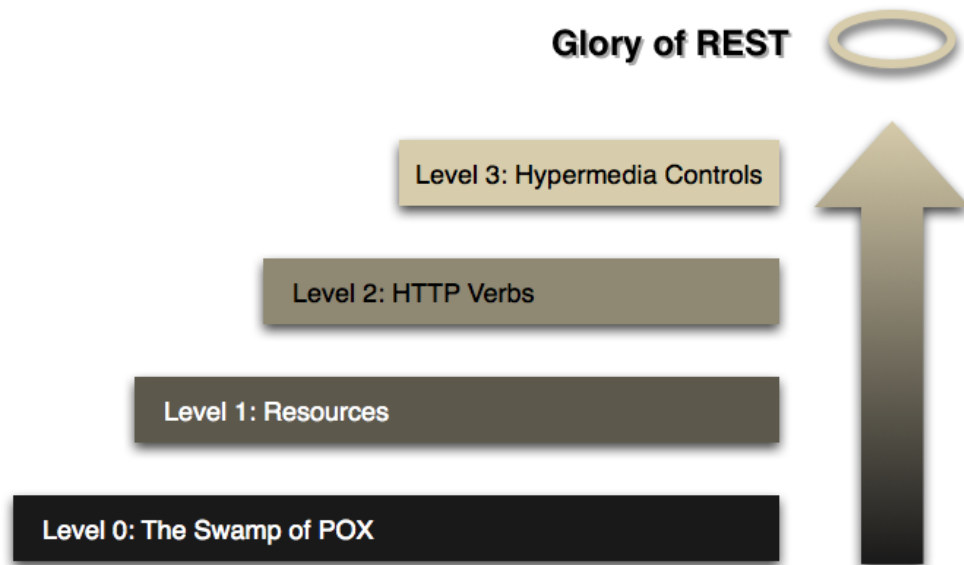 Glory of REST
Level 3: Hypermedia Controls
Level 2: HTTP Verbs
Level 1: Resources
Level 0: The Swamp of POX